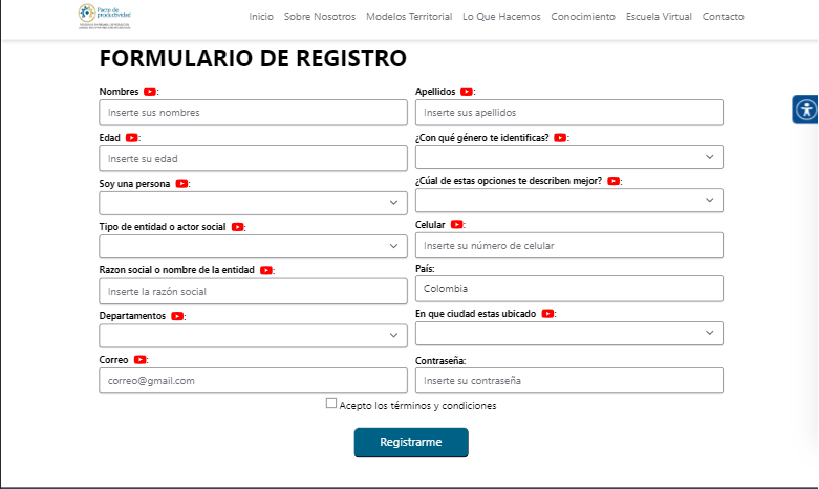 Pacto de
productividad
Inicio Sobre Nosotros Modelos Territorial Lo Que Hacemos Conocimiento Escuela Virtual Contacto
FORMULARIO DE REGISTRO
Nombres : Apellidos :
Inserte sus nombres Inserte sus apellidos
Edad : ¿Con qué género te identificas? :
Inserte su edad
Soy una persona : ¿Cúál de estas opciones te describen mejor? :
Tipo de entidad o actor social : Celular :
Inserte su número de celular
Razon social o nombre de la entidad : País:
Inserte la razón social Colombia
Departamentos : En que ciudad estas ubicado :
Correo : Contraseña:
correo@gmail.com Inserte su contraseña
Acepto los términos y condiciones
Registrarme